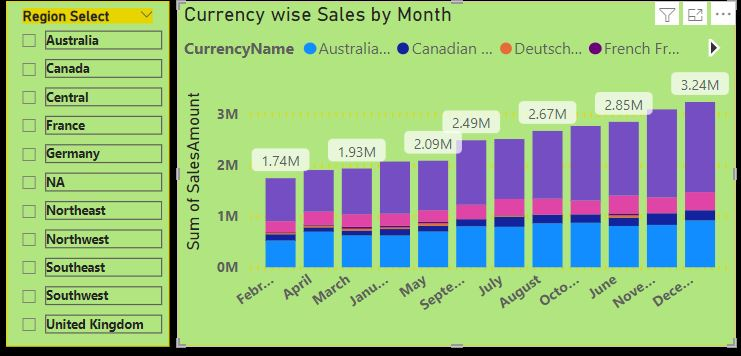 Region Select
Australia
Canada
Central
France
Germany
NA
Northeast
Northwest
Southeast
Southwest
United Kingdom
Currency wise Sales by Month
CurrencyName Australia... Canadian ... Deutsch... French Fr...
Sum of SalesAmount
3M
2M
1M
0M
1.74M
1.93M
2.09M
2.49M
2.67M
2.85M
3.24M
Febr...
April
March
Janu...
May
Septe...
July
August
Octo...
June
Nove...
Dece...